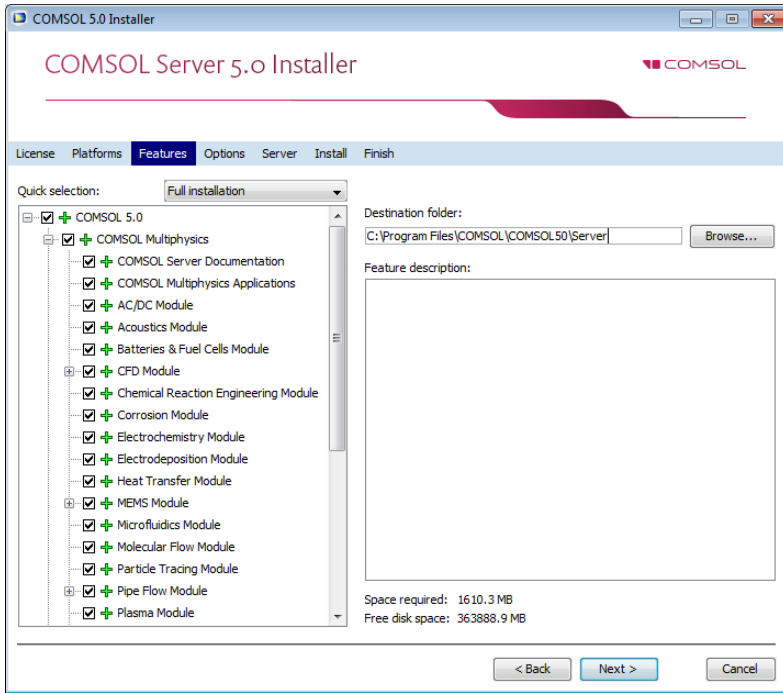 COMSOL 5.0 Installer
COMSOL Server 5.0 Installer
COMSOL
License Platforms Features Options Server Install Finish
Quick selection: Full installation
COMSOL 5.0
COMSOL Multiphysics
COMSOL Server Documentation
COMSOL Multiphysics Applications
AC/DC Module
Acoustics Module
Batteries & Fuel Cells Module
CFD Module
Chemical Reaction Engineering Module
Corrosion Module
Electrochemistry Module
Electrodeposition Module
Heat Transfer Module
MEMS Module
Microfluidics Module
Molecular Flow Module
Particle Tracing Module
Pipe Flow Module
Plasma Module
Destination folder:
C:\Program Files\COMSOL\COMSOL50\Server
Browse...
Feature description:
Space required: 1610.3 MB
Free disk space: 363888.9 MB
< Back Next > Cancel